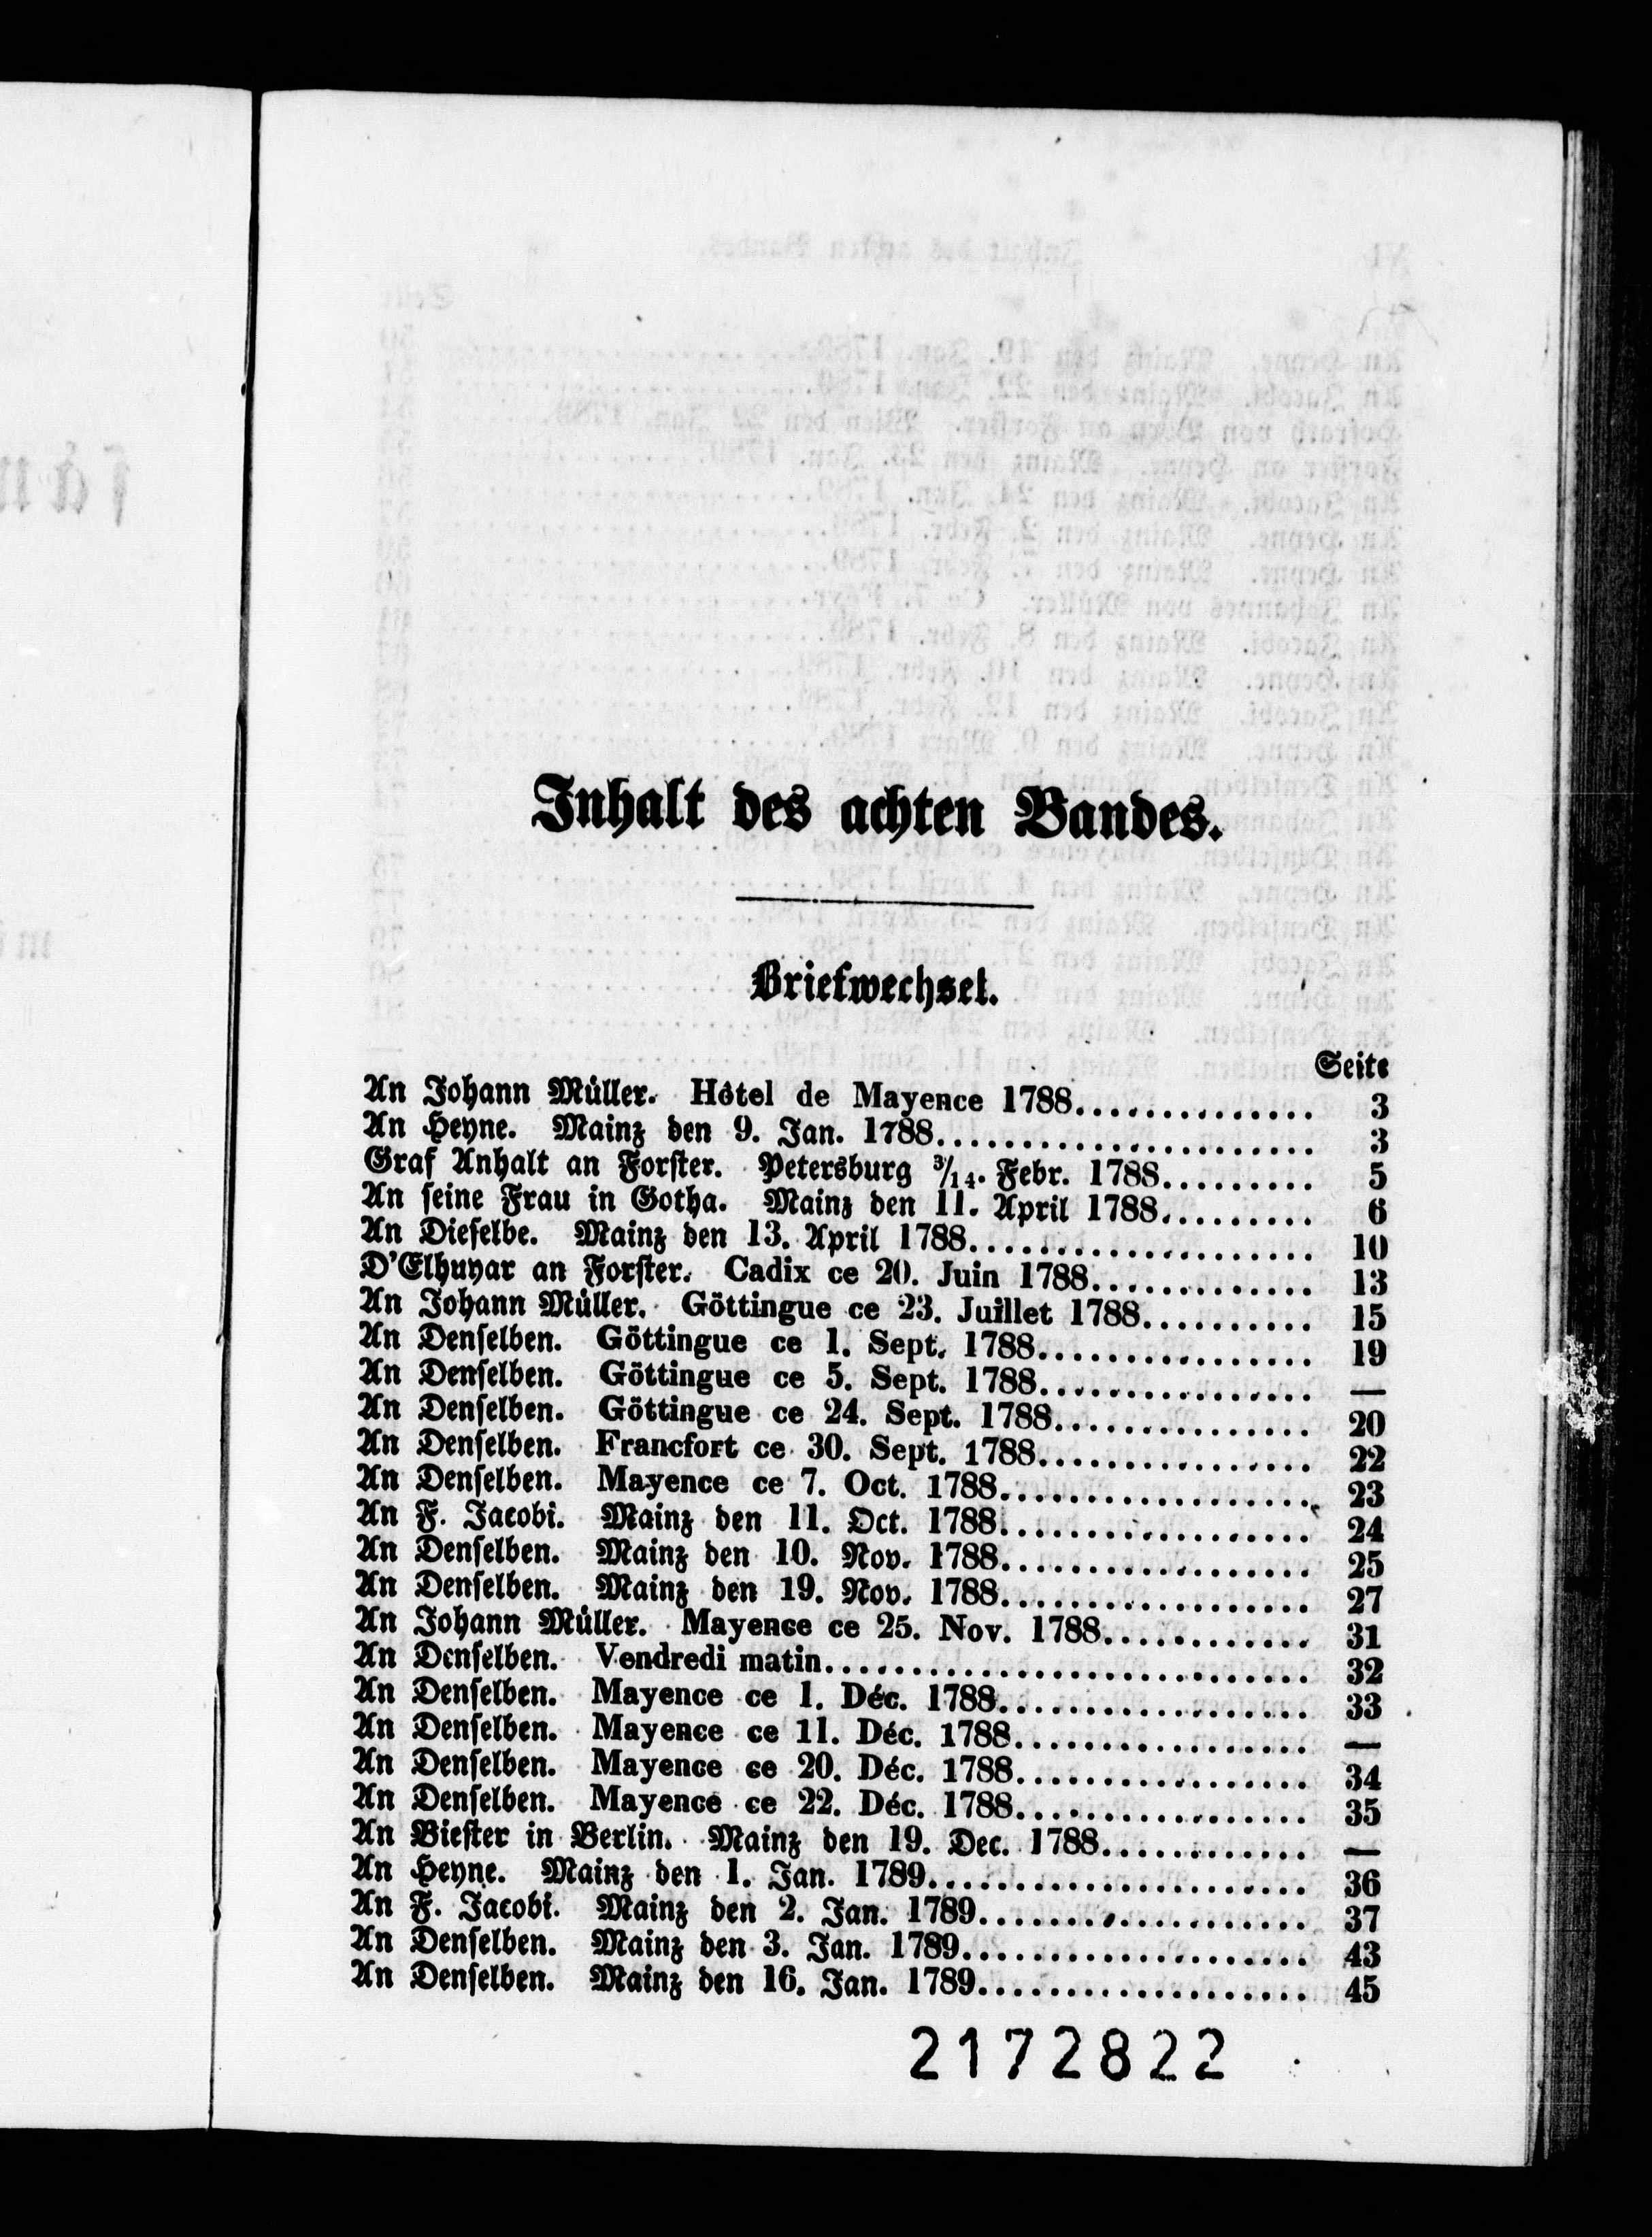 Inhalt des achten Bandes.
Briefwechsel.
Seite
An Johann Müller. Hôtel de Mayence 1788.............. 3
An Heyne. Mainz den 9. Jan. 1788...................... 3
Graf Anhalt an Forster. Petersburg 3/14. Febr. 1788......... 5
An seine Frau in Gotha. Mainz den 11. April 1788......... 6
An Dieselbe. Mainz den 13. April 1788.................... 10
D'Elhuyar an Forster. Cadix ce 20. Juin 1788............. 13
An Johann Müller. Göttingue ce 23. Juillet 1788.......... 15
An Denselben. Göttingue ce 1. Sept. 1788................ 19
An Denselben. Göttingue ce 5. Sept. 1788................ —
An Denselben. Göttingue ce 24. Sept. 1788............... 20
An Denselben. Francfort ce 30. Sept. 1788................ 22
An Denselben. Mayence ce 7. Oct. 1788.................. 23
An F. Jacobi. Mainz den 11. Oct. 1788.................. 24
An Denselben. Mainz den 10. Nov. 1788.................. 25
An Denselben. Mainz den 19. Nov. 1788.................. 27
An Johann Müller. Mayence ce 25. Nov. 1788............ 31
An Denselben. Vendredi matin............................ 32
An Denselben. Mayence ce 1. Déc. 1788.................. 33
An Denselben. Mayence ce 11. Déc. 1788................. —
An Denselben. Mayence ce 20. Déc. 1788................. 34
An Denselben. Mayence ce 22. Déc. 1788................. 35
An Biester in Berlin. Mainz den 19. Dec. 1788............ —
An Heyne. Mainz den 1. Jan. 1789...................... 36
An F. Jacobi. Mainz den 2. Jan. 1789................... 37
An Denselben. Mainz den 3. Jan. 1789.................... 43
An Denselben. Mainz den 16. Jan. 1789................... 45
2172822